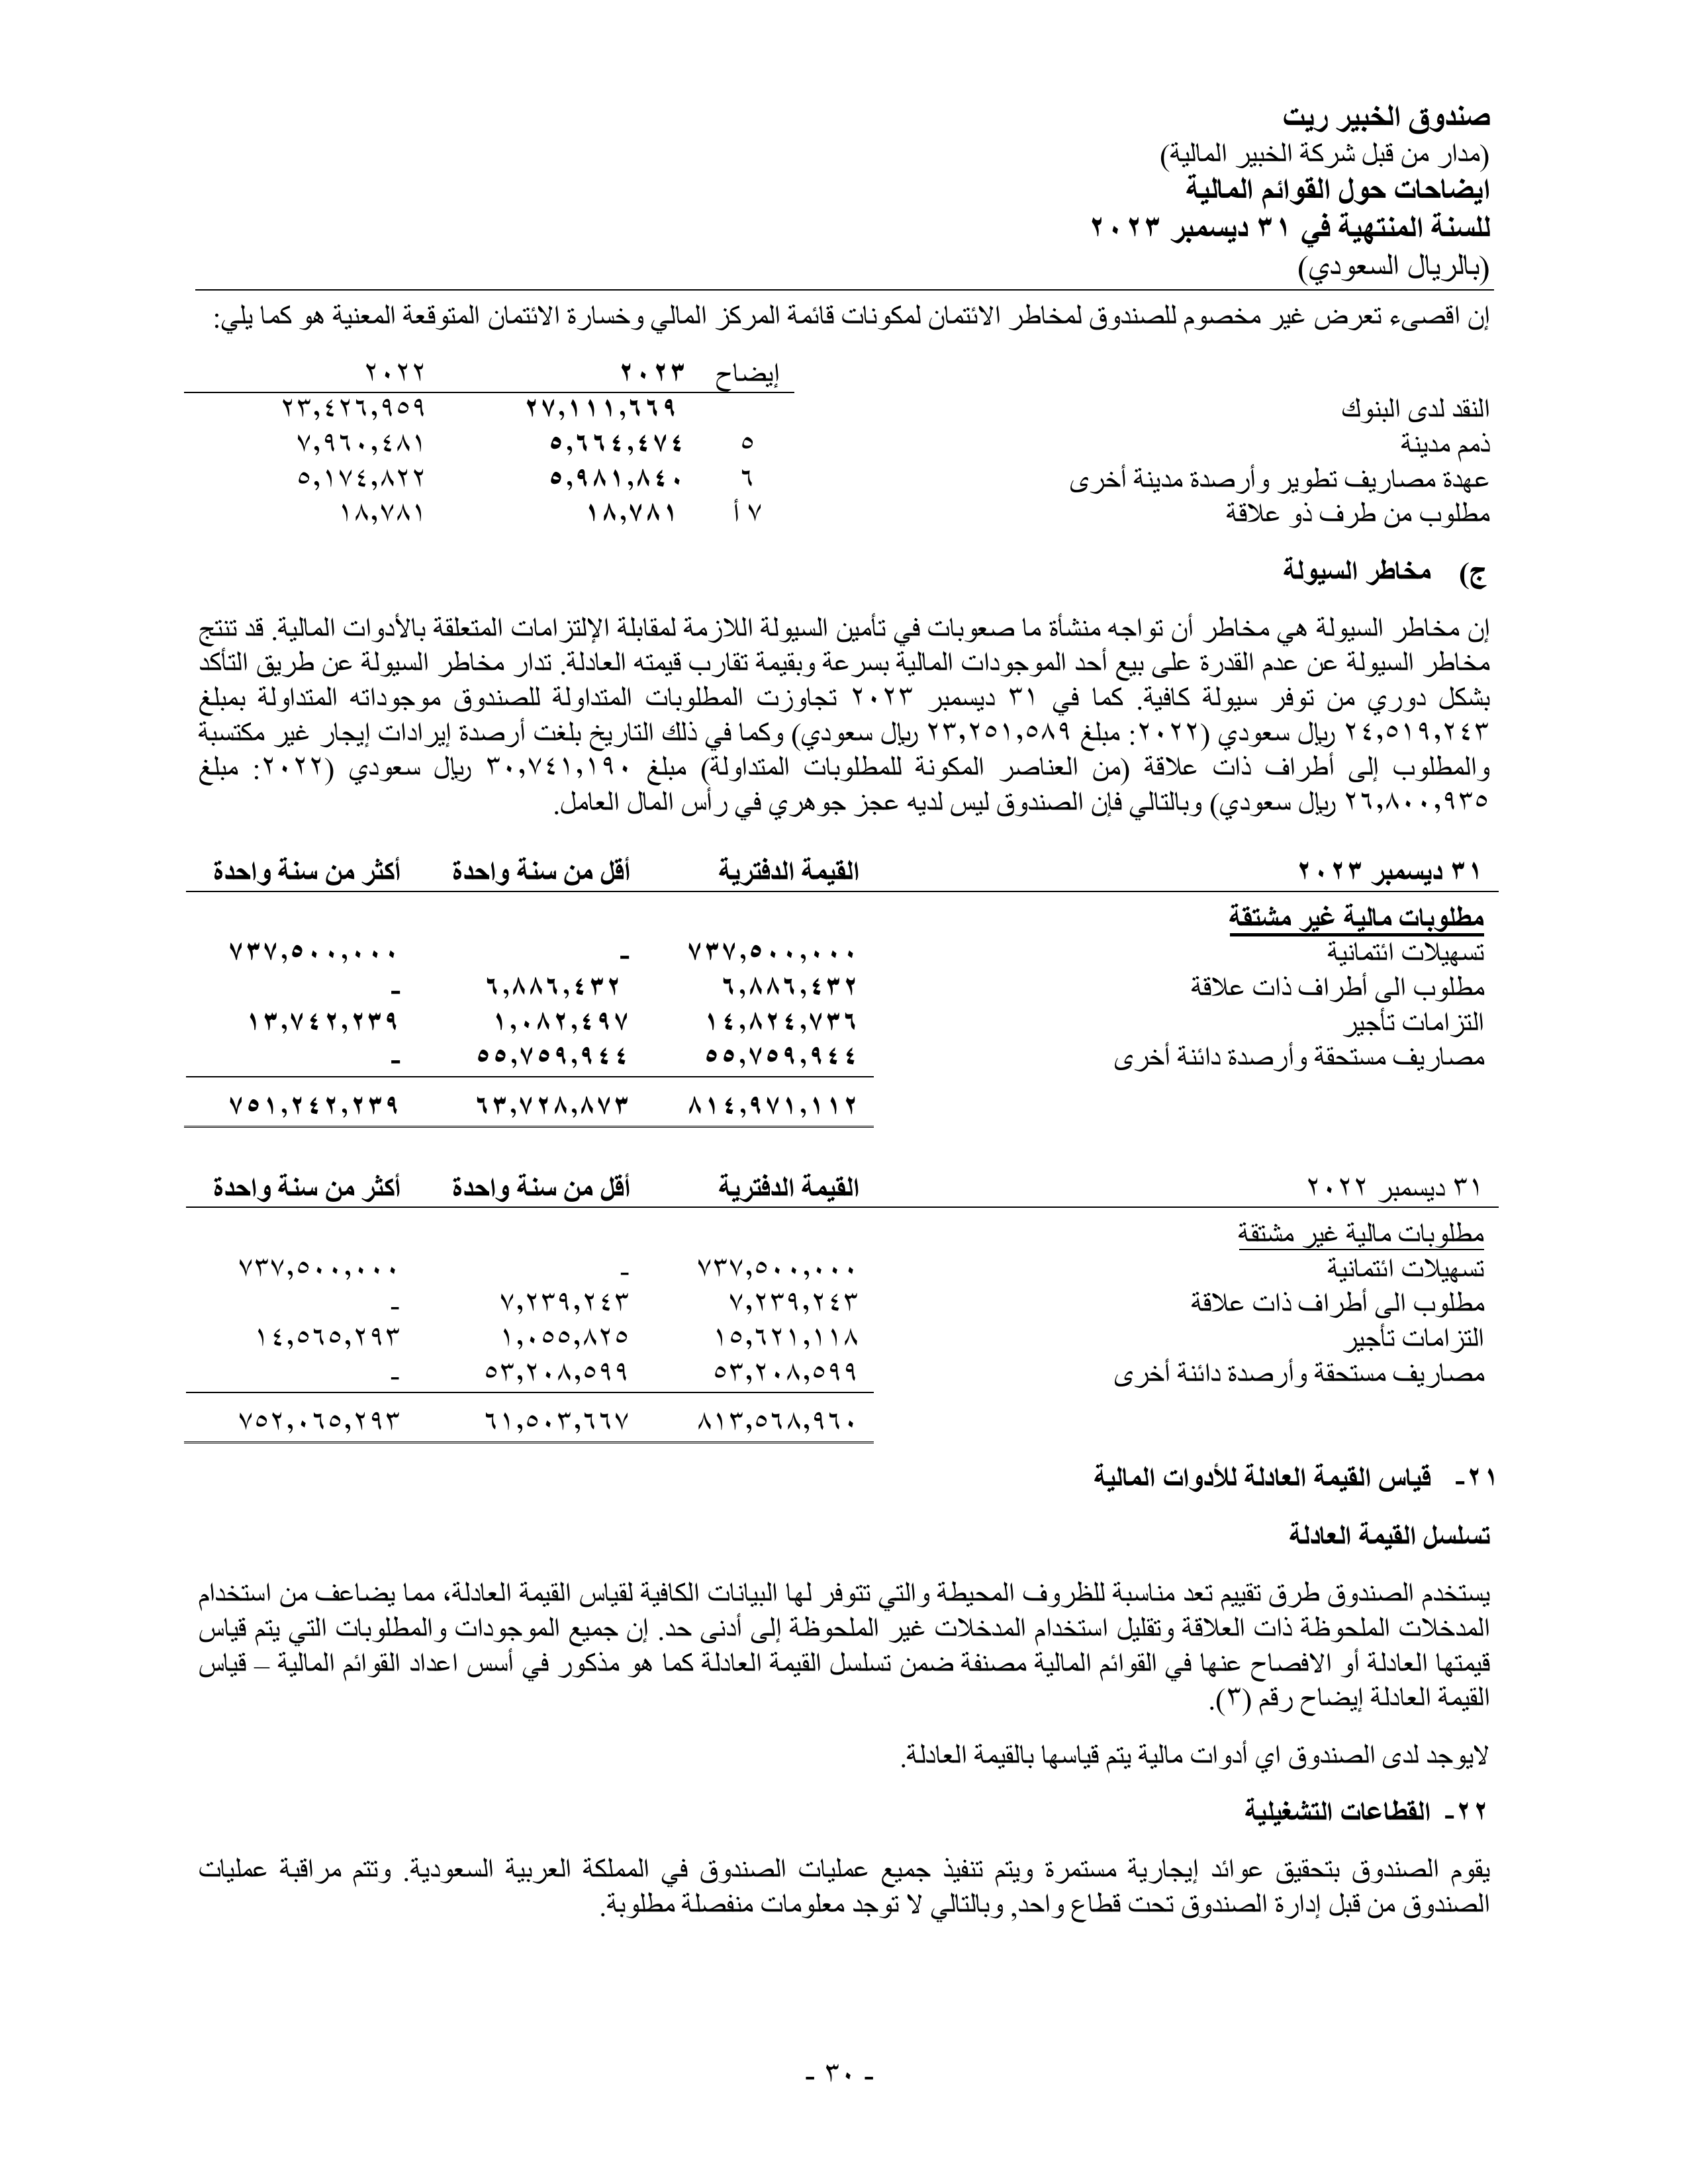 صندوق الخبير ريت
(مدار من قبل شركة الخبير المالية)
ايضاحات حول القوائم المالية
للسنة المنتهية في ٣١ ديسمبر ٢٠٢٣
(بالريال السعودي)
إن اقصىء تعرض غير مخصوم للصندوق لمخاطر الائتمان لمكونات قائمة المركز المالي وخسارة الائتمان المتوقعة المعنية هو كما يلي:
إيضاح ٢٠٢٣ ٢٠٢٢
النقد لدى البنوك ٢٧,١١١,٦٦٩ ٢٣,٤٢٦,٩٥٩
ذمم مدينة ٥ ٥,٦٦٤,٤٧٤ ٧,٩٦٠,٤٨١
عهدة مصاريف تطوير وأرصدة مدينة أخرى ٦ ٥,٩٨١,٨٤٠ ٥,١٧٤,٨٢٢
مطلوب من طرف ذو علاقة ٧ أ ١٨,٧٨١ ١٨,٧٨١
ج) مخاطر السيولة
إن مخاطر السيولة هي مخاطر أن تواجه منشأة ما صعوبات في تأمين السيولة اللازمة لمقابلة الإلتزامات المتعلقة بالأدوات المالية. قد تنتج
مخاطر السيولة عن عدم القدرة على بيع أحد الموجودات المالية بسرعة وبقيمة تقارب قيمته العادلة. تدار مخاطر السيولة عن طريق التأكد
بشكل دوري من توفر سيولة كافية. كما في ٣١ ديسمبر ٢٠٢٣ تجاوزت المطلوبات المتداولة للصندوق موجوداته المتداولة بمبلغ
٢٤,٥١٩,٢٤٣ ريال سعودي (٢٠٢٢: مبلغ ٢٣,٢٥١,٥٨٩ ريال سعودي) وكما في ذلك التاريخ بلغت أرصدة إيرادات إيجار غير مكتسبة
والمطلوب إلى أطراف ذات علاقة (من العناصر المكونة للمطلوبات المتداولة) مبلغ ٣٠,٧٤١,١٩٠ ريال سعودي (٢٠٢٢: مبلغ
٢٦,٨٠٠,٩٣٥ ريال سعودي) وبالتالي فإن الصندوق ليس لديه عجز جوهري في رأس المال العامل.
٣١ ديسمبر ٢٠٢٣ القيمة الدفترية أقل من سنة واحدة أكثر من سنة واحدة
مطلوبات مالية غير مشتقة
تسهيلات ائتمانية ٧٣٧,٥٠٠,٠٠٠ - ٧٣٧,٥٠٠,٠٠٠
مطلوب الى أطراف ذات علاقة ٦,٨٨٦,٤٣٢ ٦,٨٨٦,٤٣٢ -
التزامات تأجير ١٤,٨٢٤,٧٣٦ ١,٠٨٢,٤٩٧ ١٣,٧٤٢,٢٣٩
مصاريف مستحقة وأرصدة دائنة أخرى ٥٥,٧٥٩,٩٤٤ ٥٥,٧٥٩,٩٤٤ -
٨١٤,٩٧١,١١٢ ٦٣,٧٢٨,٨٧٣ ٧٥١,٢٤٢,٢٣٩
٣١ ديسمبر ٢٠٢٢ القيمة الدفترية أقل من سنة واحدة أكثر من سنة واحدة
مطلوبات مالية غير مشتقة
تسهيلات ائتمانية ٧٣٧,٥٠٠,٠٠٠ - ٧٣٧,٥٠٠,٠٠٠
مطلوب الى أطراف ذات علاقة ٧,٢٣٩,٢٤٣ ٧,٢٣٩,٢٤٣ -
التزامات تأجير ١٥,٦٢١,١١٨ ١,٠٥٥,٨٢٥ ١٤,٥٦٥,٢٩٣
مصاريف مستحقة وأرصدة دائنة أخرى ٥٣,٢٠٨,٥٩٩ ٥٣,٢٠٨,٥٩٩ -
٨١٣,٥٦٨,٩٦٠ ٦١,٥٠٣,٦٦٧ ٧٥٢,٠٦٥,٢٩٣
٢١- قياس القيمة العادلة للأدوات المالية
تسلسل القيمة العادلة
يستخدم الصندوق طرق تقييم تعد مناسبة للظروف المحيطة والتي تتوفر لها البيانات الكافية لقياس القيمة العادلة، مما يضاعف من استخدام
المدخلات الملحوظة ذات العلاقة وتقليل استخدام المدخلات غير الملحوظة إلى أدنى حد. إن جميع الموجودات والمطلوبات التي يتم قياس
قيمتها العادلة أو الافصاح عنها في القوائم المالية مصنفة ضمن تسلسل القيمة العادلة كما هو مذكور في أسس اعداد القوائم المالية – قياس
القيمة العادلة إيضاح رقم (٣).
لايوجد لدى الصندوق اي أدوات مالية يتم قياسها بالقيمة العادلة.
٢٢- القطاعات التشغيلية
يقوم الصندوق بتحقيق عوائد إيجارية مستمرة ويتم تنفيذ جميع عمليات الصندوق في المملكة العربية السعودية. وتتم مراقبة عمليات
الصندوق من قبل إدارة الصندوق تحت قطاع واحد, وبالتالي لا توجد معلومات منفصلة مطلوبة.
- ٣٠ -